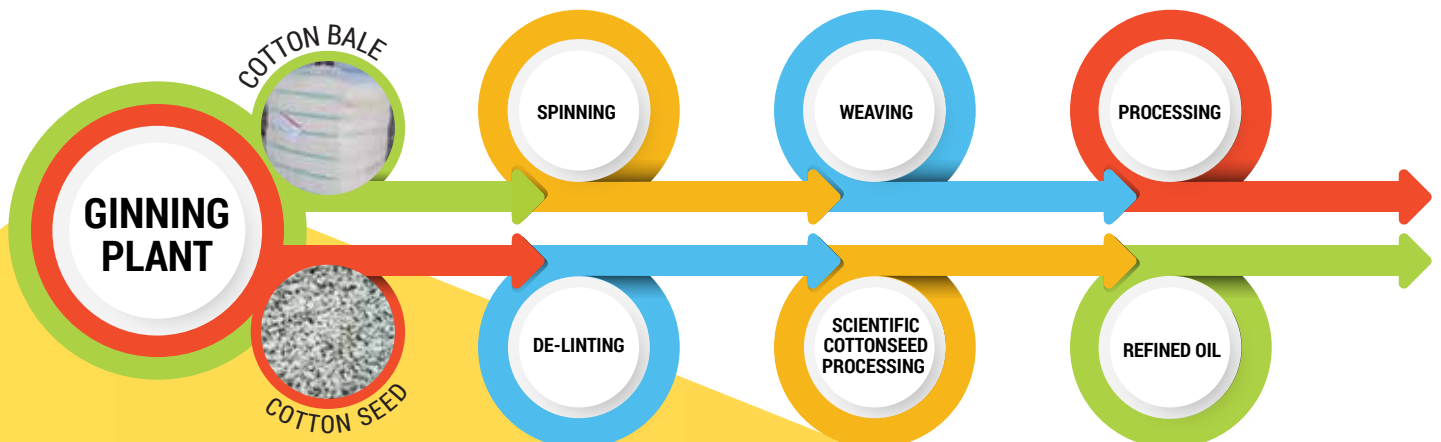 COTTON BALE
GINNING
PLANT
COTTON SEED
SPINNING
WEAVING
PROCESSING
DE-LINTING
SCIENTIFIC
COTTONSEED
PROCESSING
REFINED OIL